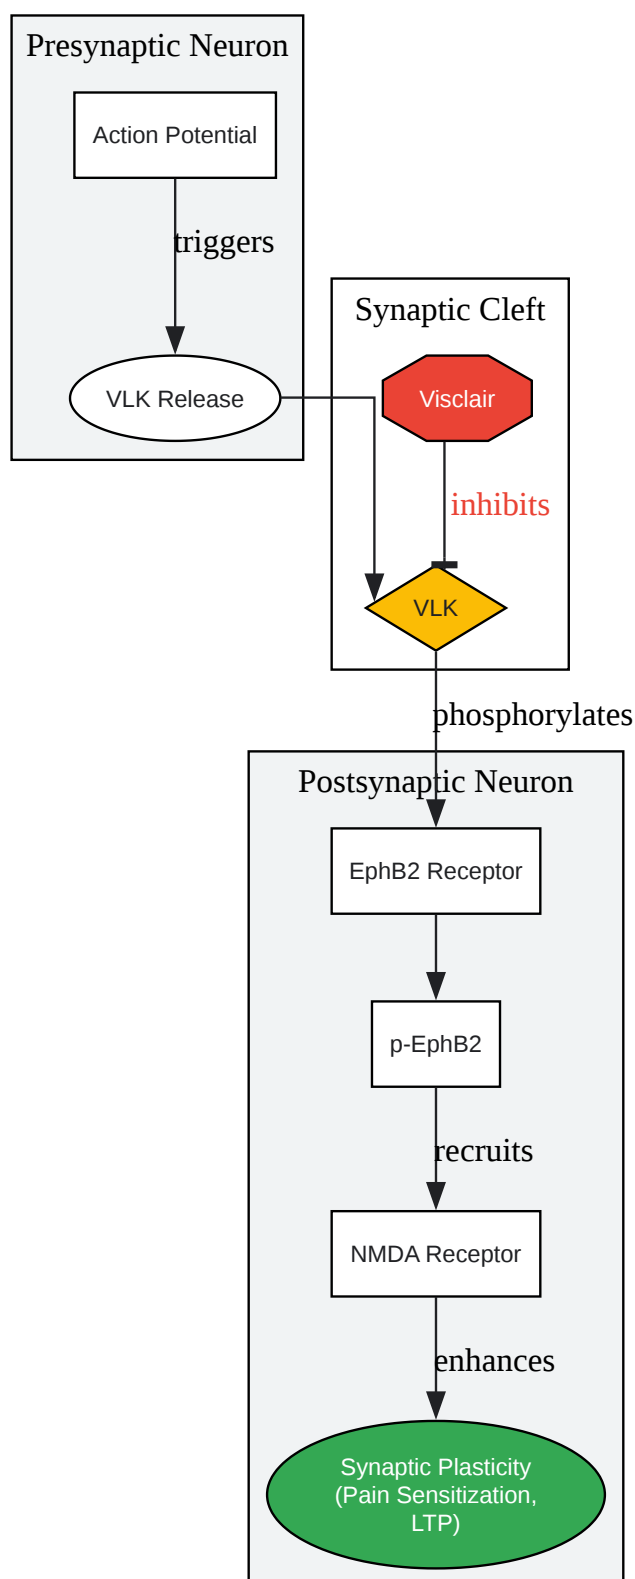 Presynaptic Neuron
Action Potential
triggers
VLK Release
Synaptic Cleft
Visclair
inhibits
VLK
phosphorylates
Postsynaptic Neuron
EphB2 Receptor
p-EphB2
recruits
NMDA Receptor
enhances
Synaptic Plasticity
(Pain Sensitization,
LTP)